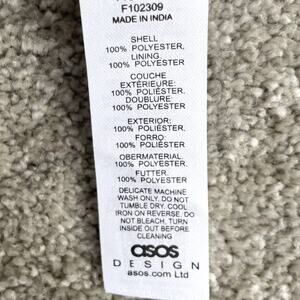 F102309
MADE IN INDIA
SHELL
100% POLYESTER,
LINING
100% POLYESTER.
COUCHE
EXTÉRIEURE:
100% POLIÉSTER.
DOUBLURE:
100% POLYESTER
EXTERIOR:
100% POLIÉSTER.
FORRO:
100% POLIÉSTER.
OBERMATERIAL
100% POLYESTER
FUTTER.
100% POLYESTER
DELICATE MACHINE
WASH ONLY. DO NOT
TUMBLE DRY. COOL
IRON ON REVERSE. DO
NOT BLEACH. TURN
INSIDE OUT BEFORE
CLEANING
asos
DESIGN
asos.com Ltd